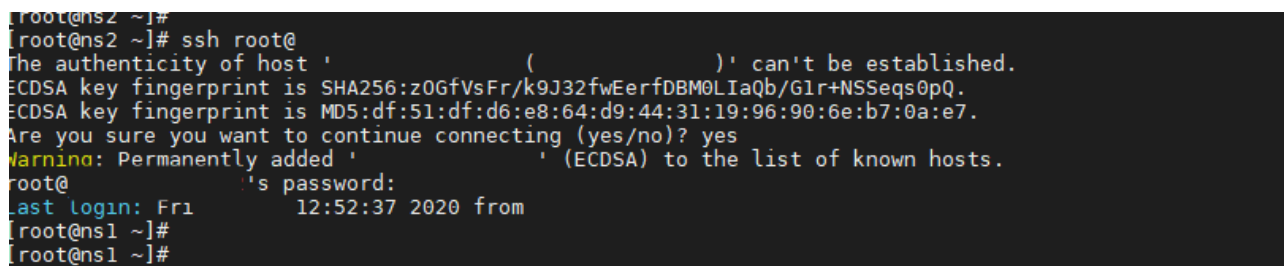 [root@ns2 ~]#
[root@ns2 ~]# ssh root@
The authenticity of host ' ( )' can't be established.
ECDSA key fingerprint is SHA256:zOGfVsFr/k9J32fwEerfDBM0LIaQb/G1r+NSSeqs0pQ.
ECDSA key fingerprint is MD5:df:51:df:d6:e8:64:d9:44:31:19:96:90:6e:b7:0a:e7.
Are you sure you want to continue connecting (yes/no)? yes
Warning: Permanently added ' ' (ECDSA) to the list of known hosts.
root@ 's password:
Last login: Fri 12:52:37 2020 from
[root@ns1 ~]#
[root@ns1 ~]#